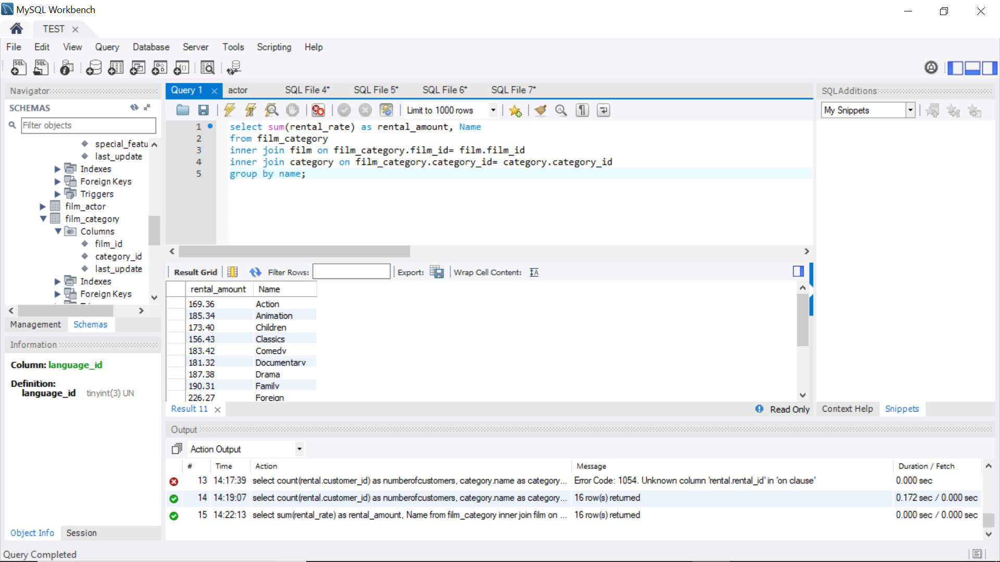 MySQL Workbench
TEST
File Edit View Query Database Server Tools Scripting Help
Navigator
SCHEMAS
Filter objects
special_featu
last_update
Indexes
Foreign Keys
Triggers
film_actor
film_category
Columns
film_id
category_id
last_update
Indexes
Foreign Keys
Management Schemas
Information
Column: language_id
Definition:
language_id tinyint(3) UN
Object Info Session
Query 1 actor SQL File 4* SQL File 5* SQL File 6* SQL File 7*
Limit to 1000 rows
1 select sum(rental_rate) as rental_amount, Name
2 from film_category
3 inner join film on film_category.film_id= film.film_id
4 inner join category on film_category.category_id= category.category_id
5 group by name;
Result Grid Filter Rows: Export: Wrap Cell Content:
rental_amount Name
169.36 Action
185.34 Animation
173.40 Children
156.43 Classics
183.42 Comedy
181.32 Documentary
187.38 Drama
190.31 Family
226.27 Foreign
Result 11 Read Only
SQLAdditions
My Snippets
Context Help Snippets
Output
Action Output
# Time Action Message Duration / Fetch
13 14:17:39 select count(rental.customer_id) as numberofcustomers, category.name as category... Error Code: 1054. Unknown column 'rental.rental_id' in 'on clause' 0.000 sec
14 14:19:07 select count(rental.customer_id) as numberofcustomers, category.name as category... 16 row(s) returned 0.172 sec / 0.000 sec
15 14:22:13 select sum(rental_rate) as rental_amount, Name from film_category inner join film on ... 16 row(s) returned 0.000 sec / 0.000 sec
Query Completed